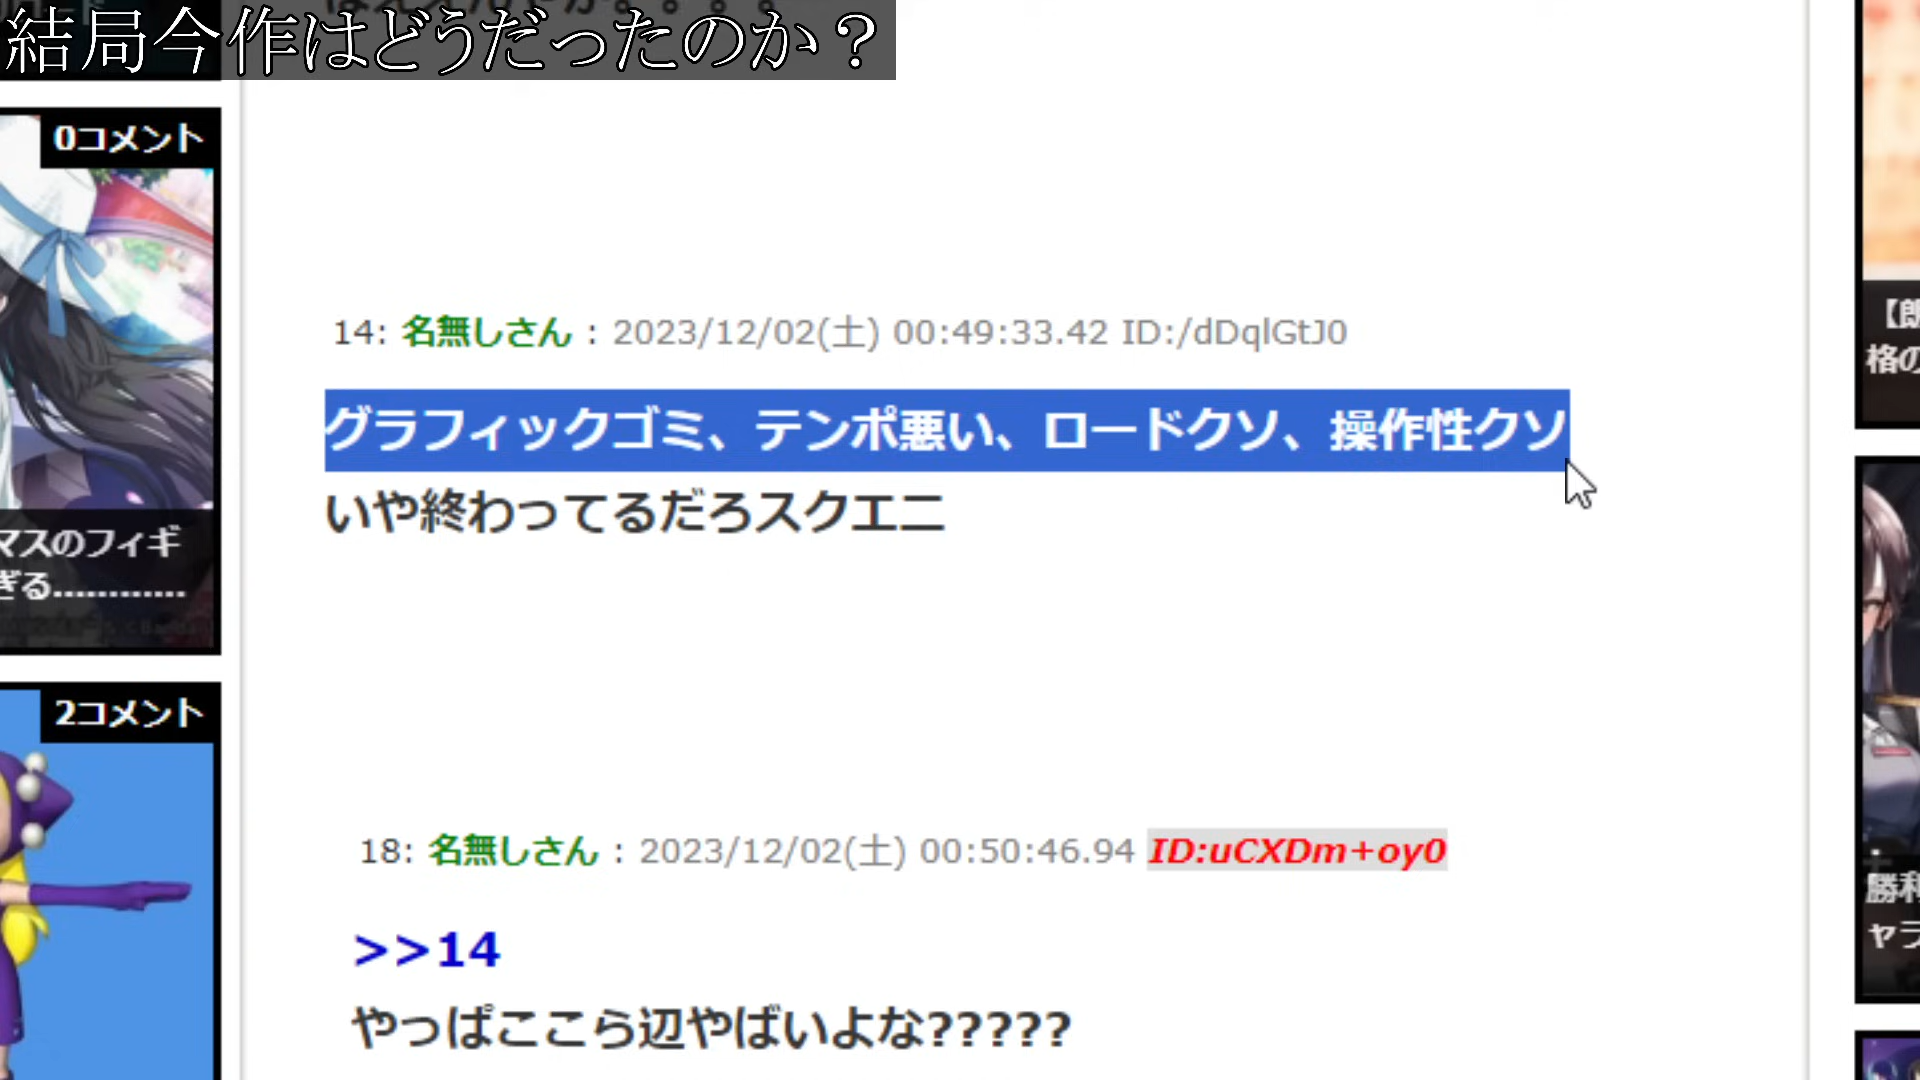 結局今作はどうだったのか？
0コメント
マスのフィギ
ぎる............
2コメント
14: 名無しさん : 2023/12/02(土) 00:49:33.42 ID:/dDqlGtJ0
グラフィックゴミ、テンポ悪い、ロードクソ、操作性クソ
いや終わってるだろスクエニ
18: 名無しさん : 2023/12/02(土) 00:50:46.94 ID:uCXDm+oy0
>>14
やっぱここら辺やばいよな?????
【朗
格の
勝利
ャラ